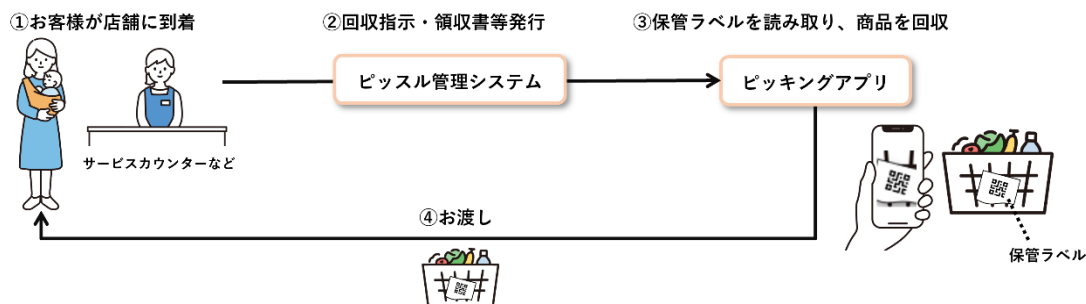 ①お客様が店舗に到着
②回収指示・領収書等発行
③保管ラベルを読み取り、商品を回収
ピッスル管理システム
ピッキングアプリ
サービスカウンターなど
④お渡し
保管ラベル